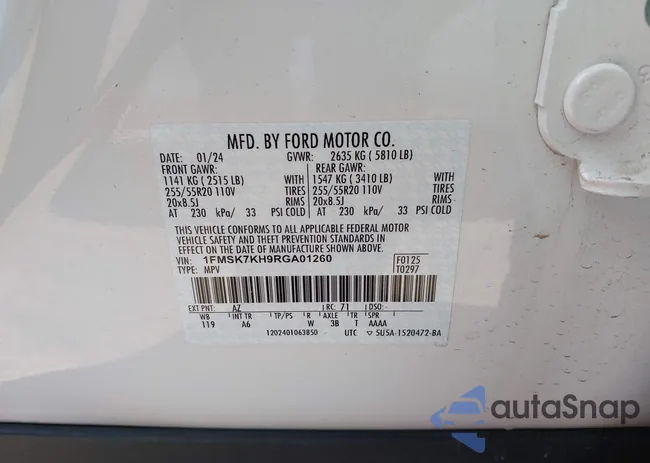 MFD. BY FORD MOTOR CO.
DATE: 01/24 GVWR: 2635 KG ( 5810 LB)
FRONT GAWR: REAR GAWR:
1141 KG ( 2515 LB) WITH 1547 KG ( 3410 LB) WITH
255/55R20 110V TIRES 255/55R20 110V TIRES
20x8.5J RIMS 20x8.5J RIMS
AT 230 kPa/ 33 PSI COLD AT 230 kPa/ 33 PSI COLD
THIS VEHICLE CONFORMS TO ALL APPLICABLE FEDERAL MOTOR
VEHICLE SAFETY AND THEFT PREVENTION STANDARDS IN
EFFECT ON THE DATE OF MANUFACTURE SHOWN ABOVE.
VIN: 1FMSK7KH9RGA01260 F0125
TYPE: MPV T0297
EXT PNT: AZ RC: 71 DSO:
WB INT TR TP/PS R AXLE TR SPR
119 A6 W 3B T AAAA
1202401063850 UTC ▽ 5U5A-1520472-BA
autoSnap